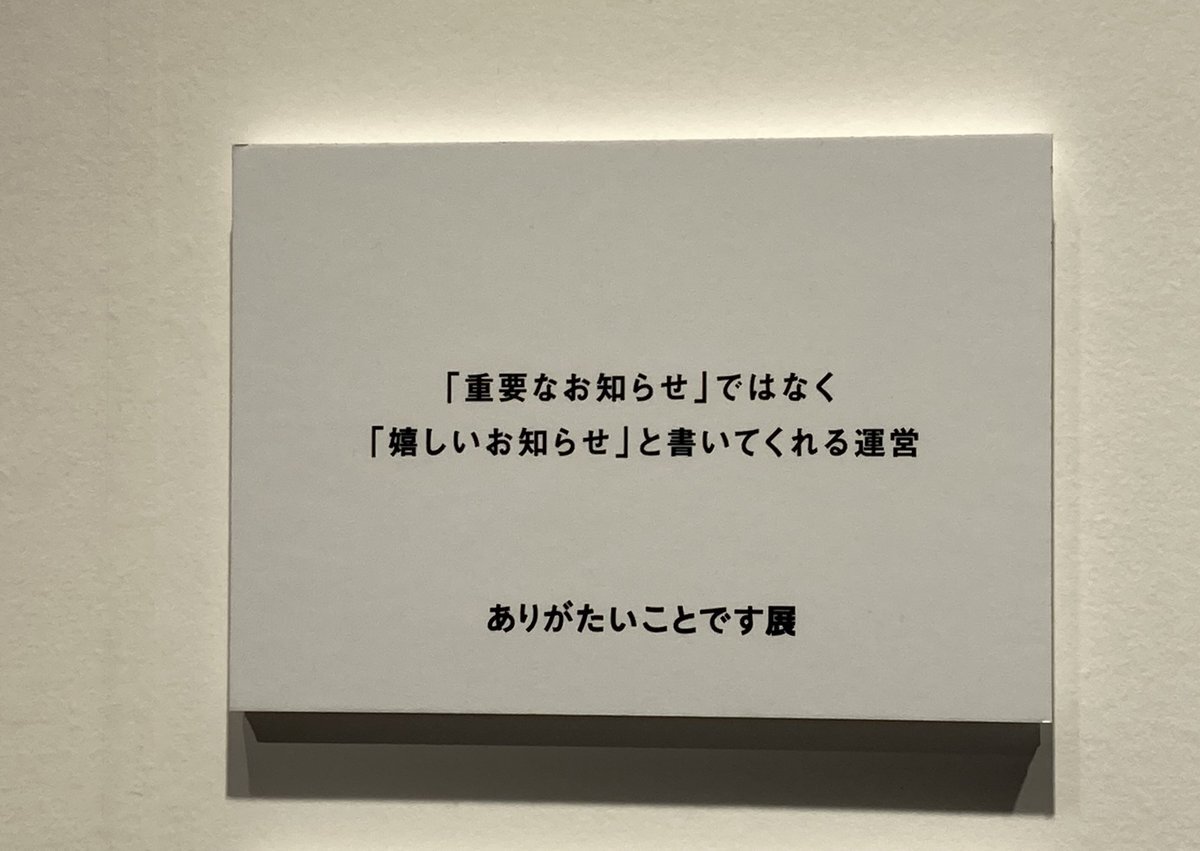 「重要なお知らせ」ではなく
「嬉しいお知らせ」と書いてくれる運営
ありがたいことです展